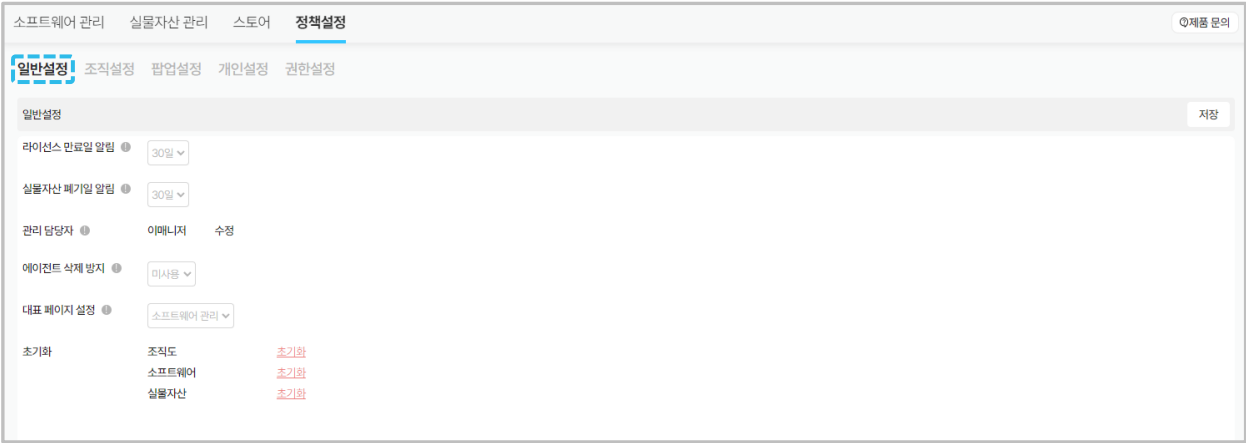 소프트웨어 관리 실물자산 관리 스토어 정책설정 제품 문의
일반설정 조직설정 팝업설정 개인설정 권한설정
일반설정 저장
라이선스 만료일 알림 30일
실물자산 폐기일 알림 30일
관리 담당자 이매니저 수정
에이전트 삭제 방지 미사용
대표 페이지 설정 소프트웨어 관리
초기화 조직도 초기화
소프트웨어 초기화
실물자산 초기화